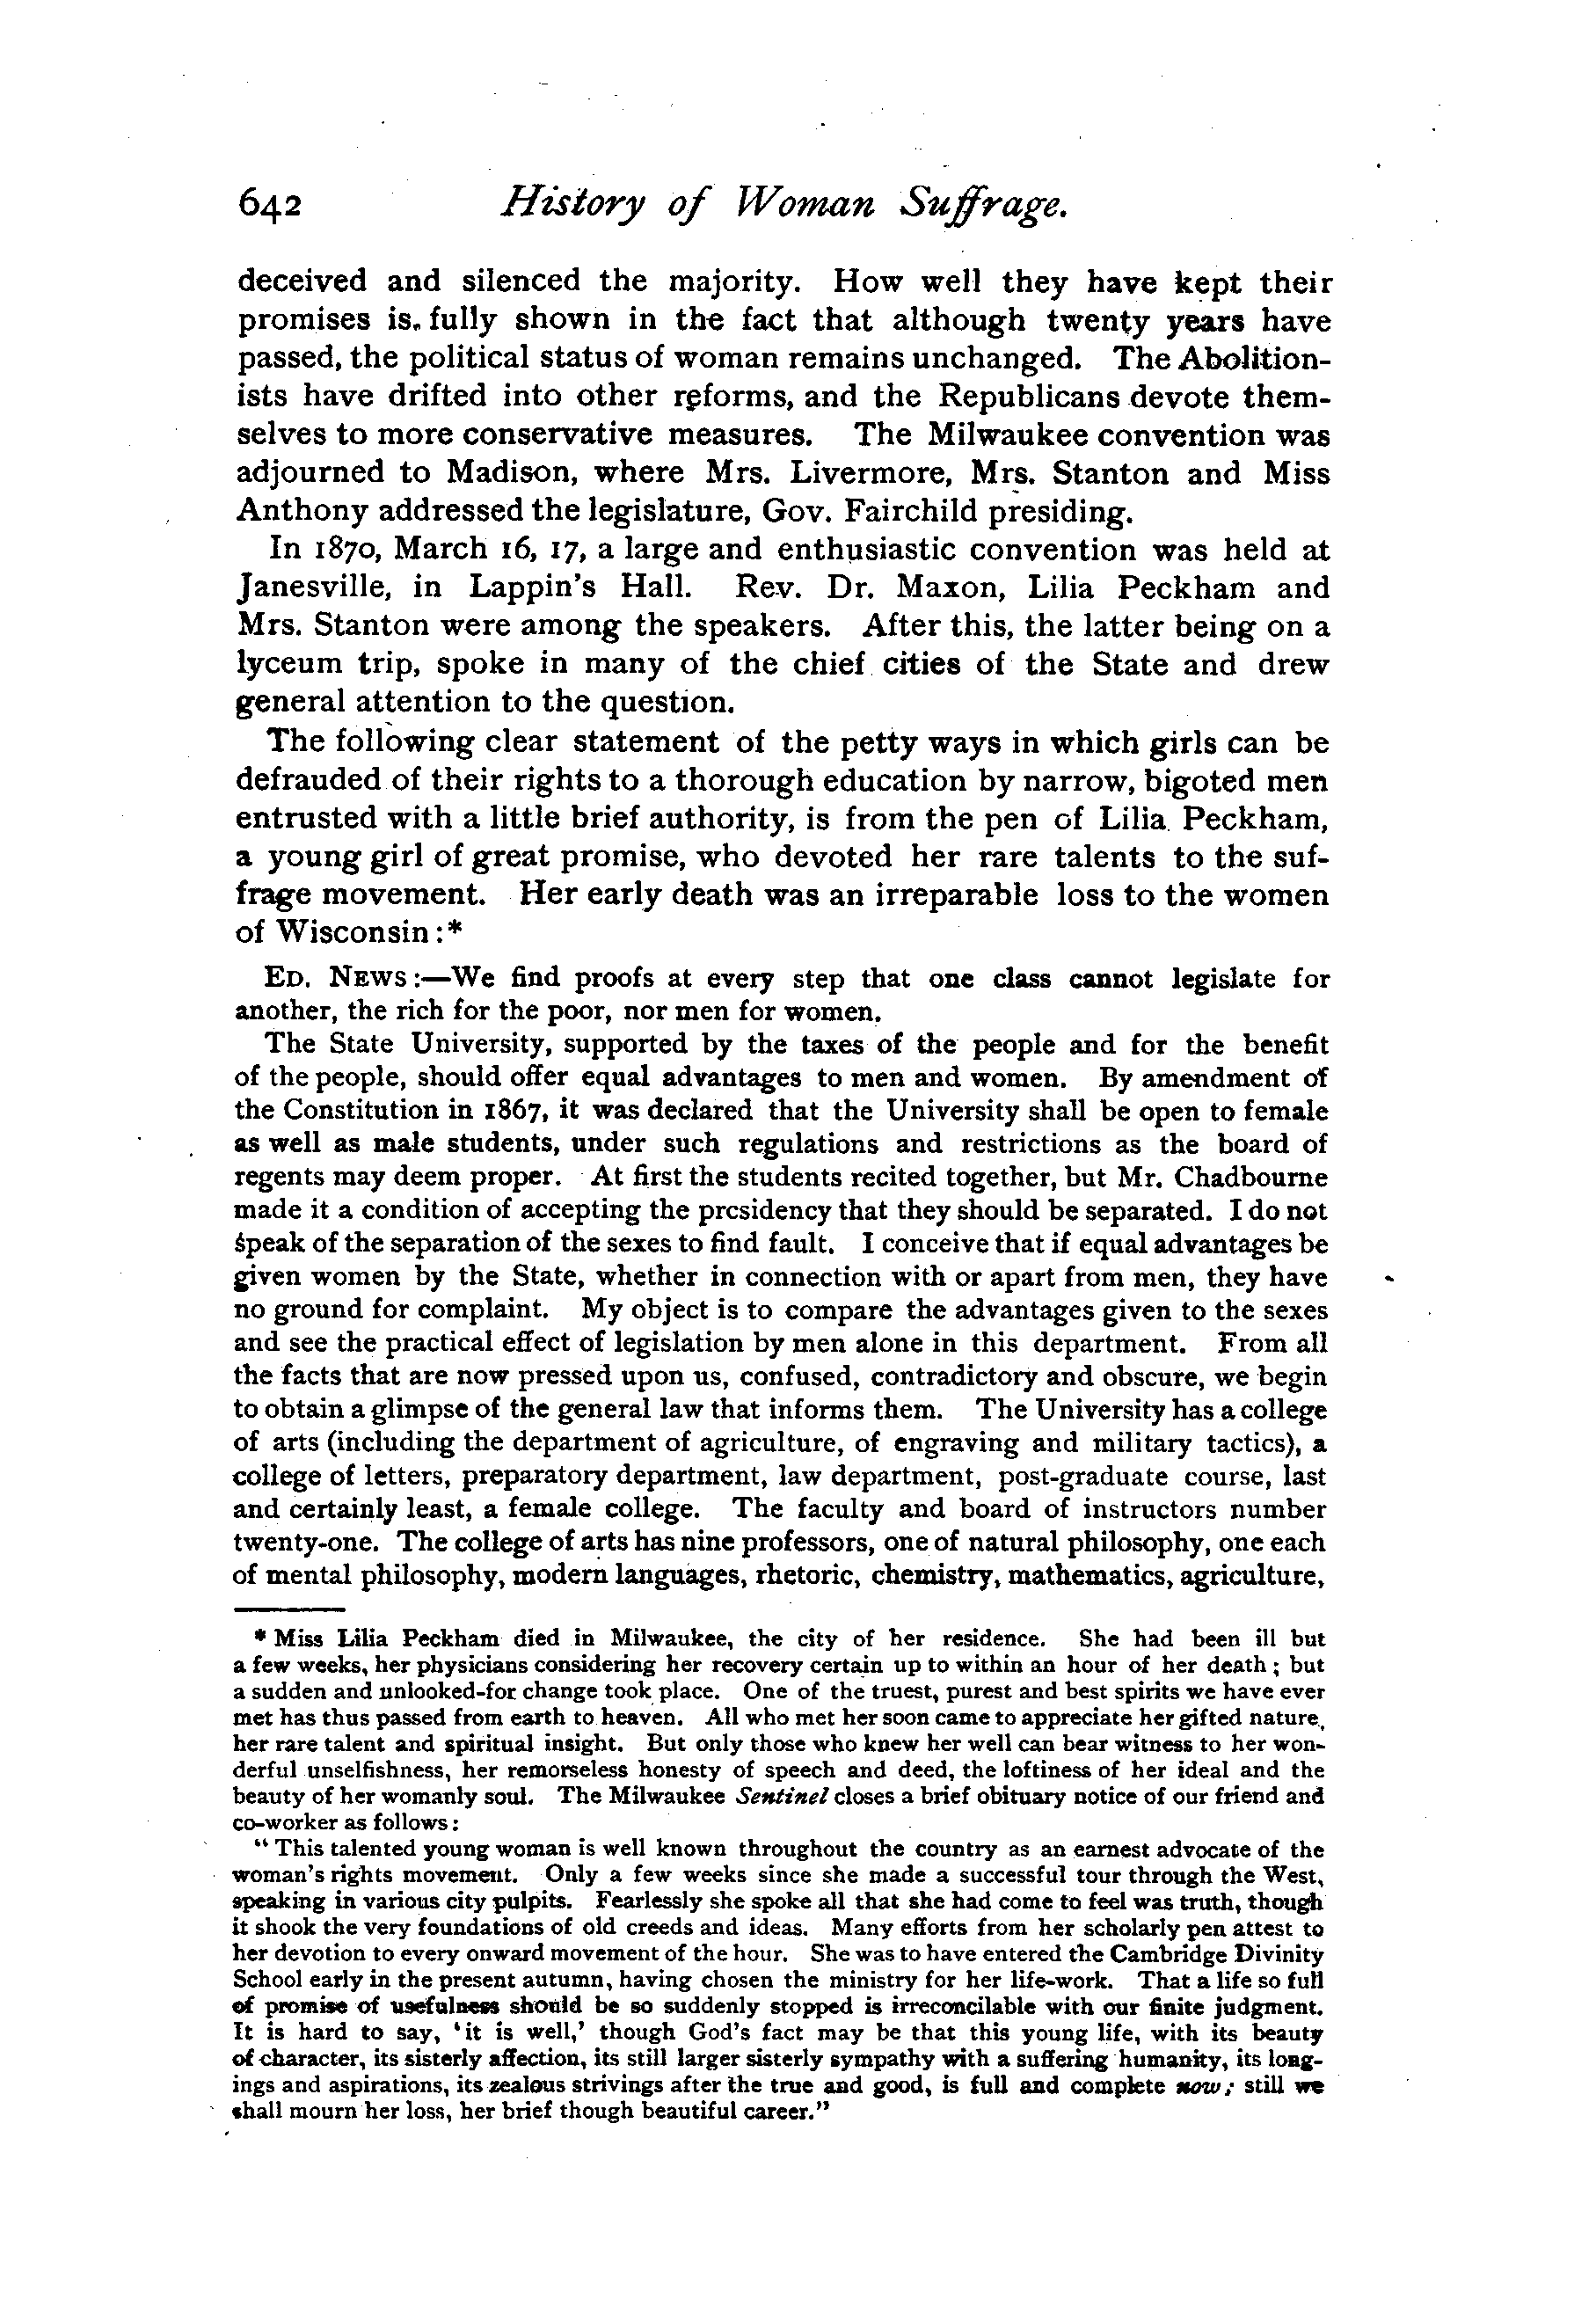 642 History of Woman Suffrage.
deceived and silenced the majority. How well they have kept their
promises is fully shown in the fact that although twenty years have
passed, the political status of woman remains unchanged. The Abolition-
ists have drifted into other reforms, and the Republicans devote them-
selves to more conservative measures. The Milwaukee convention was
adjourned to Madison, where Mrs. Livermore, Mrs. Stanton and Miss
Anthony addressed the legislature, Gov. Fairchild presiding.
In 1870, March 16, 17, a large and enthusiastic convention was held at
Janesville, in Lappin's Hall. Rev. Dr. Maxon, Lilia Peckham and
Mrs. Stanton were among the speakers. After this, the latter being on a
lyceum trip, spoke in many of the chief cities of the State and drew
general attention to the question.
The following clear statement of the petty ways in which girls can be
defrauded of their rights to a thorough education by narrow, bigoted men
entrusted with a little brief authority, is from the pen of Lilia Peckham,
a young girl of great promise, who devoted her rare talents to the suf-
frage movement. Her early death was an irreparable loss to the women
of Wisconsin:*
ED. NEWS:—We find proofs at every step that one class cannot legislate for
another, the rich for the poor, nor men for women.
The State University, supported by the taxes of the people and for the benefit
of the people, should offer equal advantages to men and women. By amendment of
the Constitution in 1867, it was declared that the University shall be open to female
as well as male students, under such regulations and restrictions as the board of
regents may deem proper. At first the students recited together, but Mr. Chadbourne
made it a condition of accepting the presidency that they should be separated. I do not
speak of the separation of the sexes to find fault. I conceive that if equal advantages be
given women by the State, whether in connection with or apart from men, they have
no ground for complaint. My object is to compare the advantages given to the sexes
and see the practical effect of legislation by men alone in this department. From all
the facts that are now pressed upon us, confused, contradictory and obscure, we begin
to obtain a glimpse of the general law that informs them. The University has a college
of arts (including the department of agriculture, of engraving and military tactics), a
college of letters, preparatory department, law department, post-graduate course, last
and certainly least, a female college. The faculty and board of instructors number
twenty-one. The college of arts has nine professors, one of natural philosophy, one each
of mental philosophy, modern languages, rhetoric, chemistry, mathematics, agriculture,
* Miss Lilia Peckham died in Milwaukee, the city of her residence. She had been ill but
a few weeks, her physicians considering her recovery certain up to within an hour of her death; but
a sudden and unlooked-for change took place. One of the truest, purest and best spirits we have ever
met has thus passed from earth to heaven. All who met her soon came to appreciate her gifted nature,
her rare talent and spiritual insight. But only those who knew her well can bear witness to her won-
derful unselfishness, her remorseless honesty of speech and deed, the loftiness of her ideal and the
beauty of her womanly soul. The Milwaukee Sentinel closes a brief obituary notice of our friend and
co-worker as follows:
"This talented young woman is well known throughout the country as an earnest advocate of the
woman's rights movement. Only a few weeks since she made a successful tour through the West,
speaking in various city pulpits. Fearlessly she spoke all that she had come to feel was truth, though
it shook the very foundations of old creeds and ideas. Many efforts from her scholarly pen attest to
her devotion to every onward movement of the hour. She was to have entered the Cambridge Divinity
School early in the present autumn, having chosen the ministry for her life-work. That a life so full
of promise of usefulness should be so suddenly stopped is irreconcilable with our finite judgment.
It is hard to say, 'it is well,' though God's fact may be that this young life, with its beauty
of character, its sisterly affection, its still larger sisterly sympathy with a suffering humanity, its long-
ings and aspirations, its zealous strivings after the true and good, is full and complete now; still we
shall mourn her loss, her brief though beautiful career."